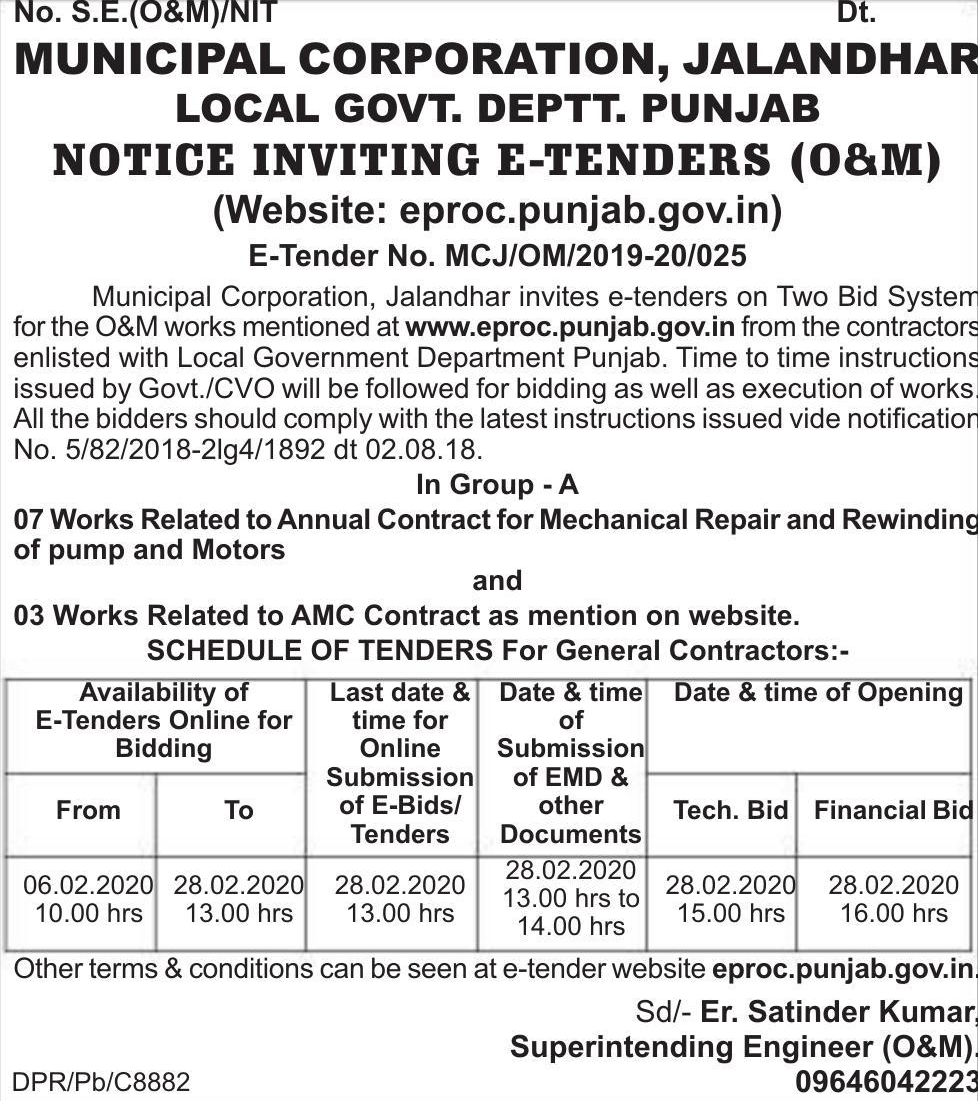 No. S.E.(O&M)/NIT Dt.
MUNICIPAL CORPORATION, JALANDHAR
LOCAL GOVT. DEPTT. PUNJAB
NOTICE INVITING E-TENDERS (O&M)
(Website: eproc.punjab.gov.in)
E-Tender No. MCJ/OM/2019-20/025
Municipal Corporation, Jalandhar invites e-tenders on Two Bid System
for the O&M works mentioned at www.eproc.punjab.gov.in from the contractors
enlisted with Local Government Department Punjab. Time to time instructions
issued by Govt./CVO will be followed for bidding as well as execution of works.
All the bidders should comply with the latest instructions issued vide notification
No. 5/82/2018-2lg4/1892 dt 02.08.18.
In Group - A
07 Works Related to Annual Contract for Mechanical Repair and Rewinding
of pump and Motors
and
03 Works Related to AMC Contract as mention on website.
SCHEDULE OF TENDERS For General Contractors:-
Availability of
E-Tenders Online for
Bidding
Last date &
time for
Online
Submission
of E-Bids/
Tenders
Date & time
of
Submission
of EMD &
other
Documents
Date & time of Opening
From
To
Tech. Bid
Financial Bid
06.02.2020
10.00 hrs
28.02.2020
13.00 hrs
28.02.2020
13.00 hrs
28.02.2020
13.00 hrs to
14.00 hrs
28.02.2020
15.00 hrs
28.02.2020
16.00 hrs
Other terms & conditions can be seen at e-tender website eproc.punjab.gov.in.
Sd/- Er. Satinder Kumar,
Superintending Engineer (O&M).
DPR/Pb/C8882 09646042223